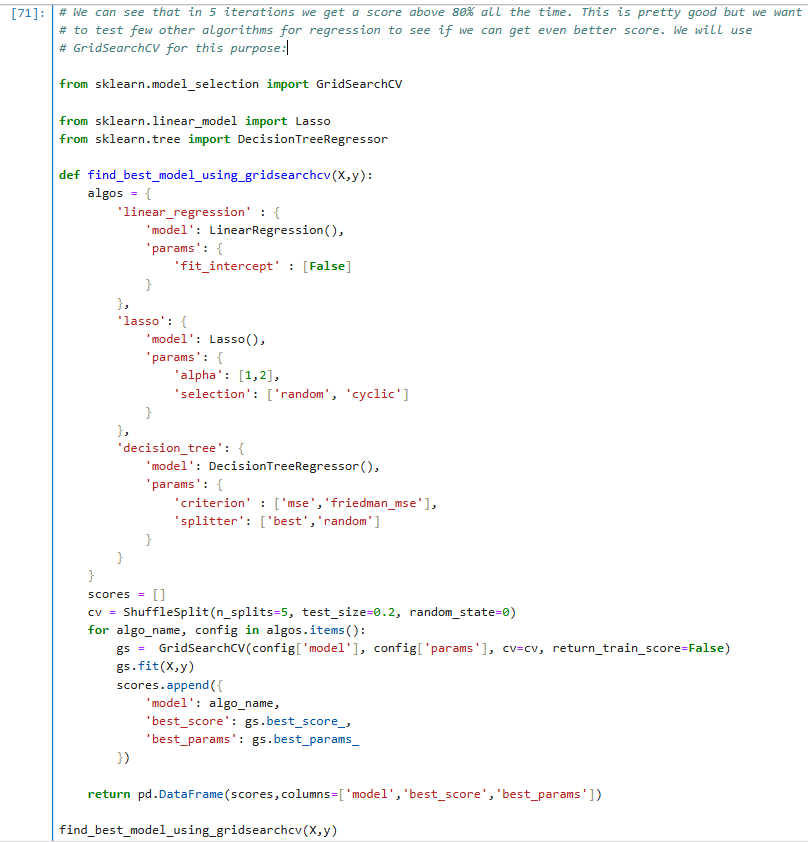 [71]: # We can see that in 5 iterations we get a score above 80% all the time. This is pretty good but we want
# to test few other algorithms for regression to see if we can get even better score. We will use
# GridSearchCV for this purpose:

from sklearn.model_selection import GridSearchCV

from sklearn.linear_model import Lasso
from sklearn.tree import DecisionTreeRegressor

def find_best_model_using_gridsearchcv(X,y):
    algos = {
        'linear_regression' : {
            'model': LinearRegression(),
            'params': {
                'fit_intercept' : [False]
            }
        },
        'lasso': {
            'model': Lasso(),
            'params': {
                'alpha': [1,2],
                'selection': ['random', 'cyclic']
            }
        },
        'decision_tree': {
            'model': DecisionTreeRegressor(),
            'params': {
                'criterion' : ['mse','friedman_mse'],
                'splitter': ['best','random']
            }
        }
    }
    scores = []
    cv = ShuffleSplit(n_splits=5, test_size=0.2, random_state=0)
    for algo_name, config in algos.items():
        gs =  GridSearchCV(config['model'], config['params'], cv=cv, return_train_score=False)
        gs.fit(X,y)
        scores.append({
            'model': algo_name,
            'best_score': gs.best_score_,
            'best_params': gs.best_params_
        })

    return pd.DataFrame(scores,columns=['model','best_score','best_params'])

find_best_model_using_gridsearchcv(X,y)